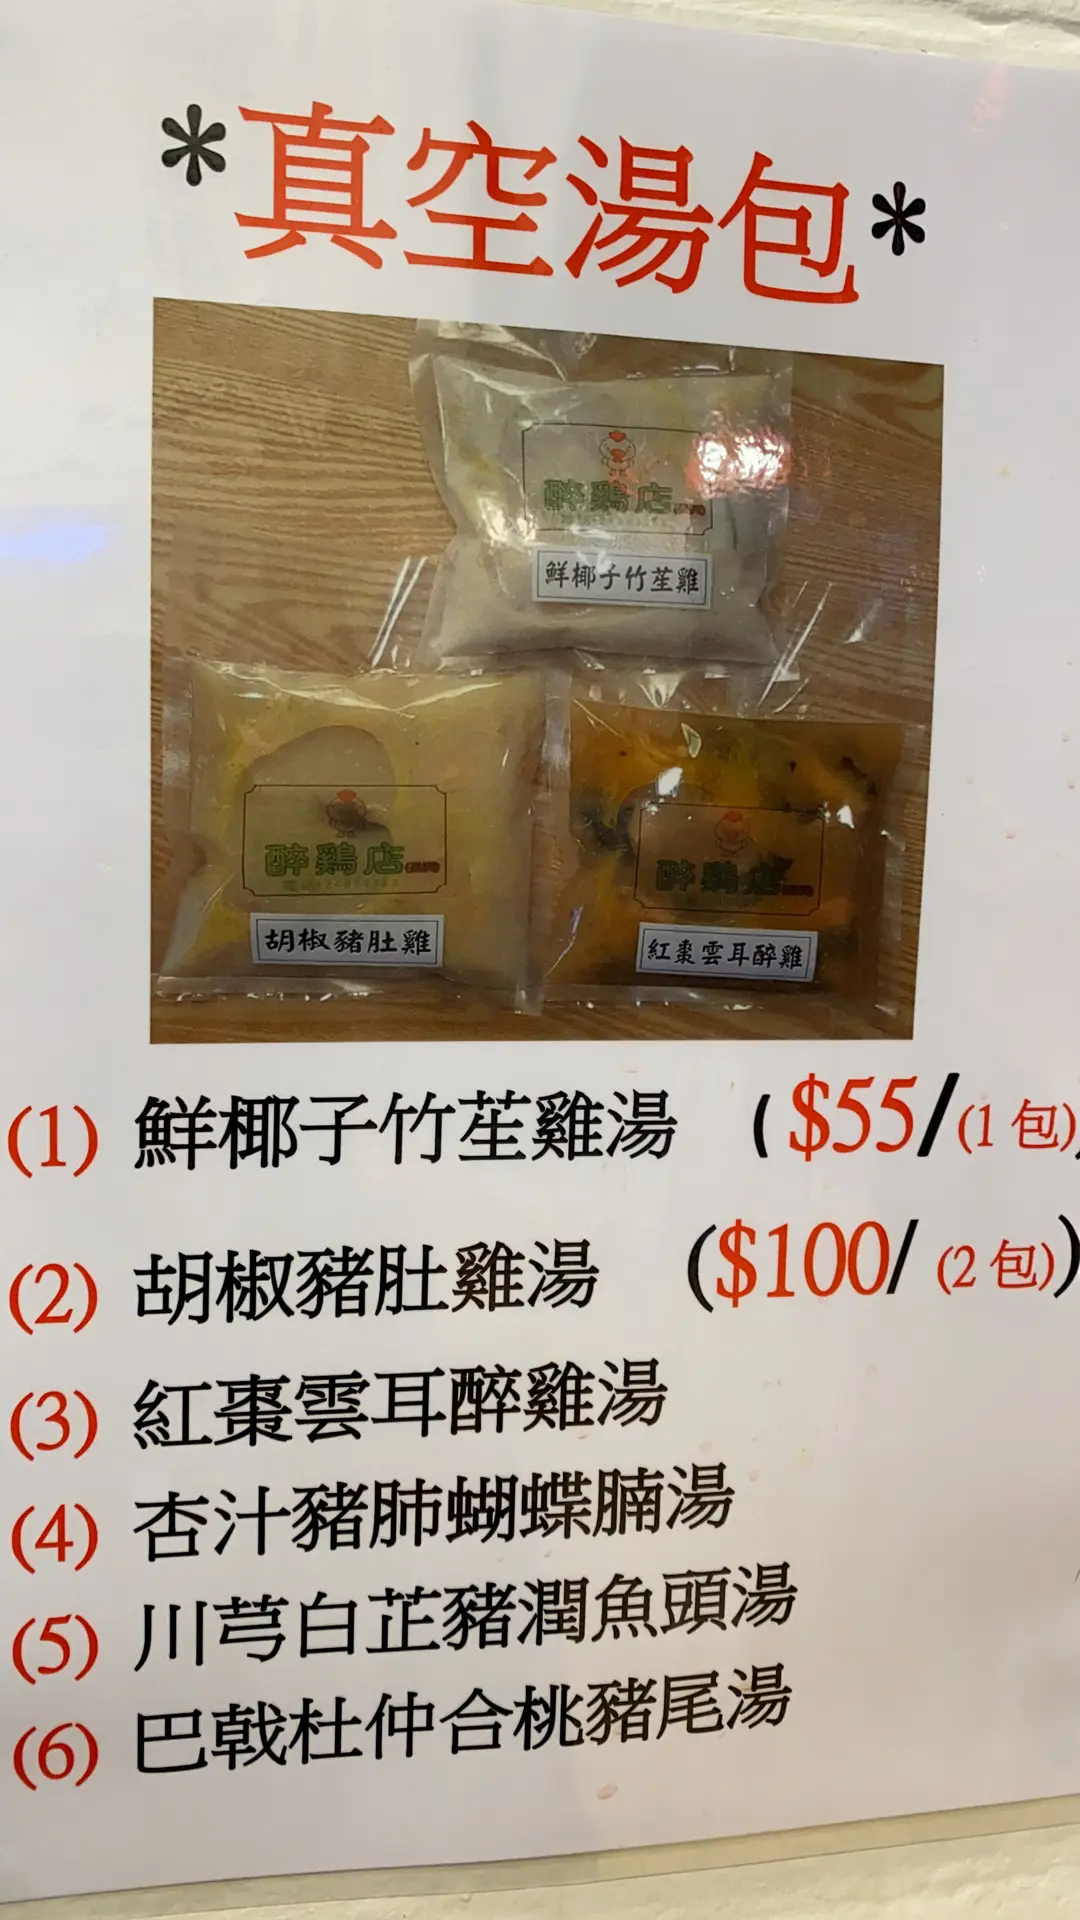 *真空湯包*
醉鷄店
鮮椰子竹笙雞
醉鷄店
胡椒豬肚雞
醉鷄店
紅棗雲耳醉雞
(1) 鮮椰子竹笙雞湯 ( $55/(1 包)
(2) 胡椒豬肚雞湯 ($100/ (2 包))
(3) 紅棗雲耳醉雞湯
(4) 杏汁豬肺蝴蝶腩湯
(5) 川芎白芷豬潤魚頭湯
(6) 巴戟杜仲合桃豬尾湯